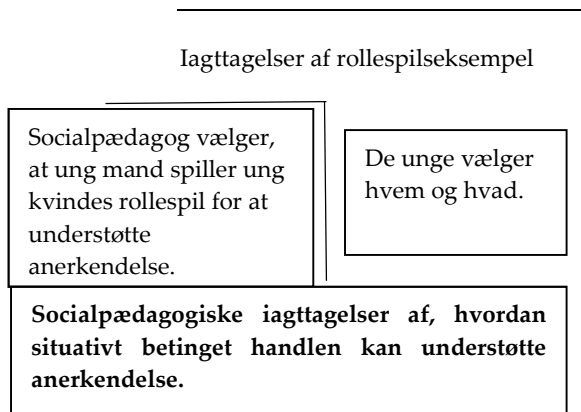 Iagttagelser af rollespilseksempel
Socialpædagog vælger,
at ung mand spiller ung
kvindes rollespil for at
understøtte
anerkendelse.
De unge vælger
hvem og hvad.
Socialpædagogiske iagttagelser af, hvordan
situativt betinget handlen kan understøtte
anerkendelse.